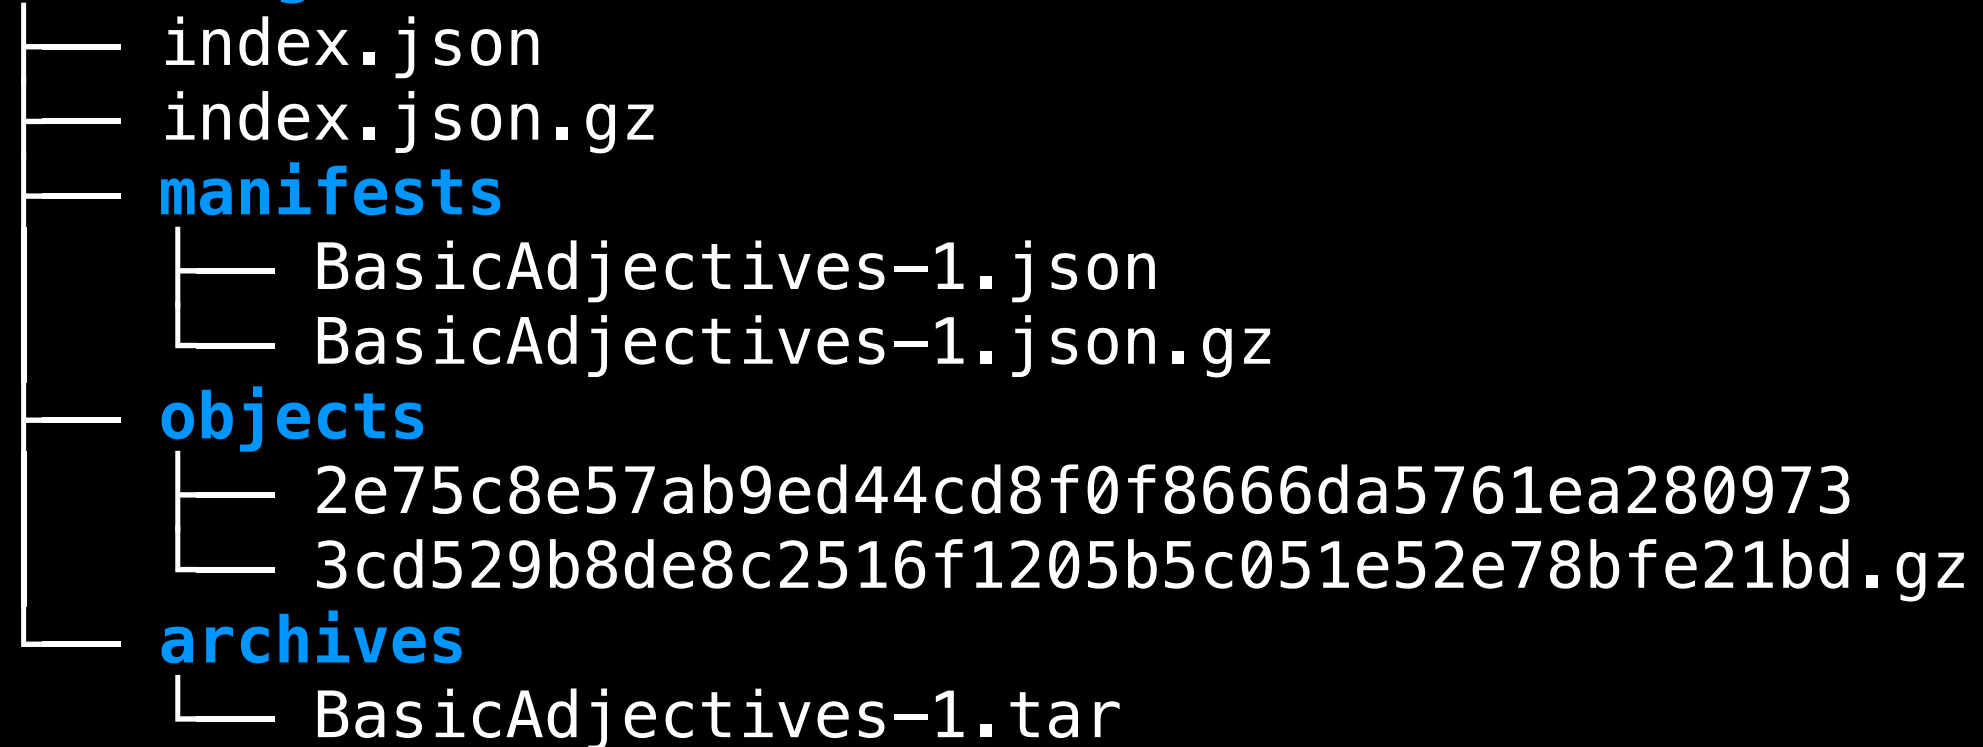 index.json
index.json.gz
manifests
BasicAdjectives-1.json
BasicAdjectives-1.json.gz
objects
2e75c8e57ab9ed44cd8f0f8666da5761ea280973
3cd529b8de8c2516f1205b5c051e52e78bfe21bd.gz
archives
BasicAdjectives-1.tar